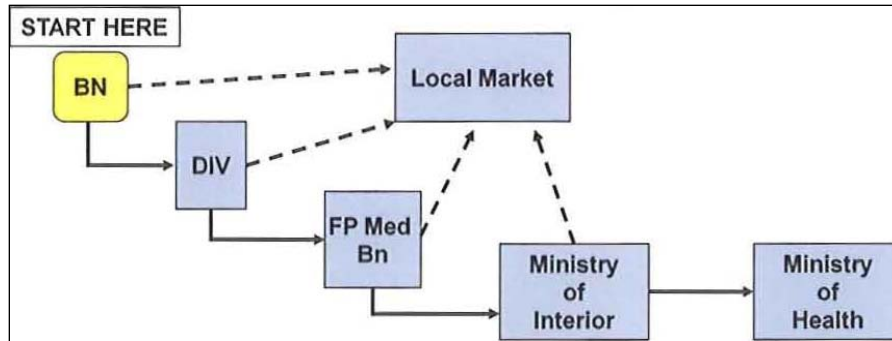 START HERE
BN
Local Market
DIV
FP Med
Bn
Ministry
of
Interior
Ministry
of
Health